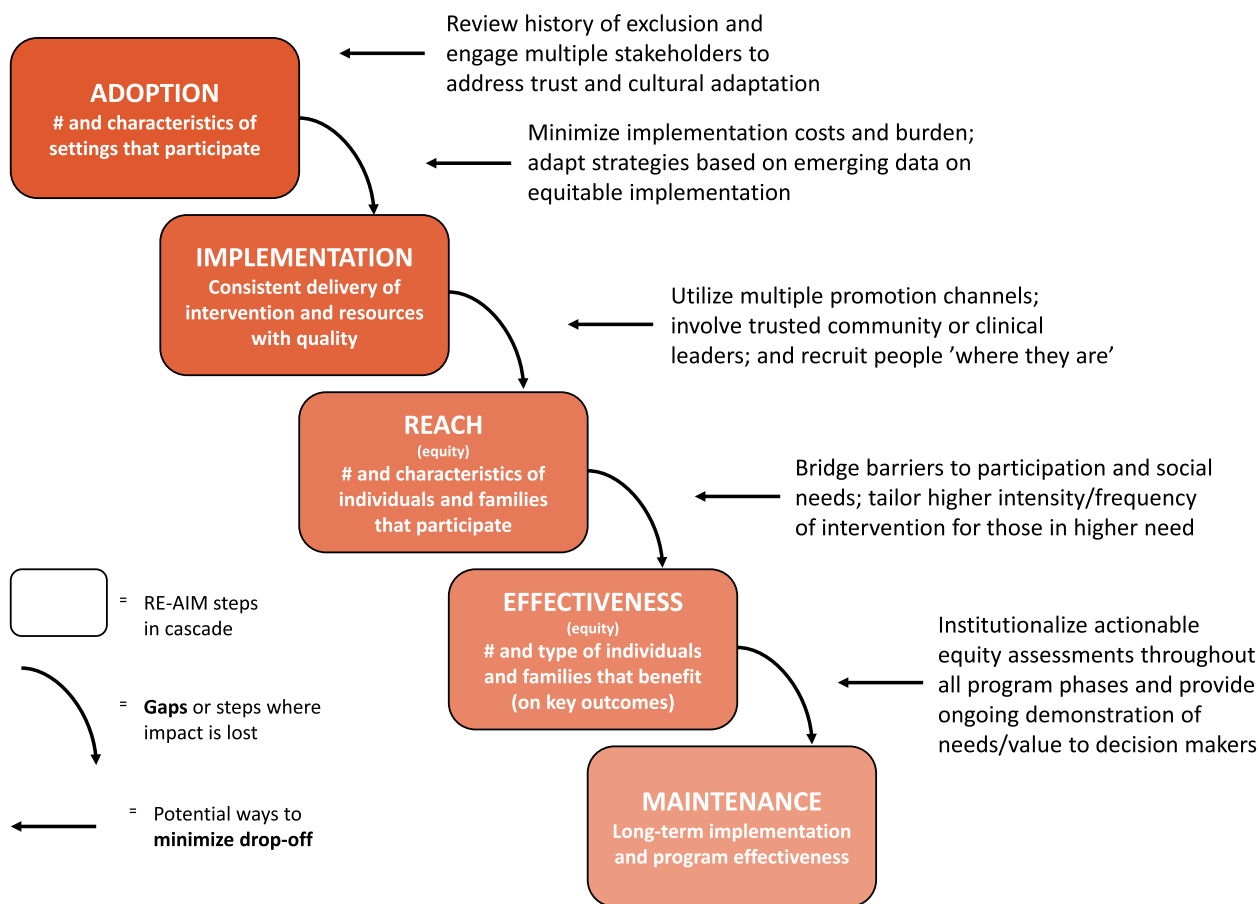 Review history of exclusion and
engage multiple stakeholders to
address trust and cultural adaptation
ADOPTION
# and characteristics of
settings that participate
Minimize implementation costs and burden;
adapt strategies based on emerging data on
equitable implementation
IMPLEMENTATION
Consistent delivery of
intervention and resources
with quality
Utilize multiple promotion channels;
involve trusted community or clinical
leaders; and recruit people ’where they are’
REACH
(equity)
# and characteristics of
individuals and families
that participate
Bridge barriers to participation and social
needs; tailor higher intensity/frequency
of intervention for those in higher need
EFFECTIVENESS
(equity)
# and type of individuals
and families that benefit
(on key outcomes)
Institutionalize actionable
equity assessments throughout
all program phases and provide
ongoing demonstration of
needs/value to decision makers
MAINTENANCE
Long-term implementation
and program effectiveness
= RE-AIM steps
in cascade
= Gaps or steps where
impact is lost
= Potential ways to
minimize drop-off